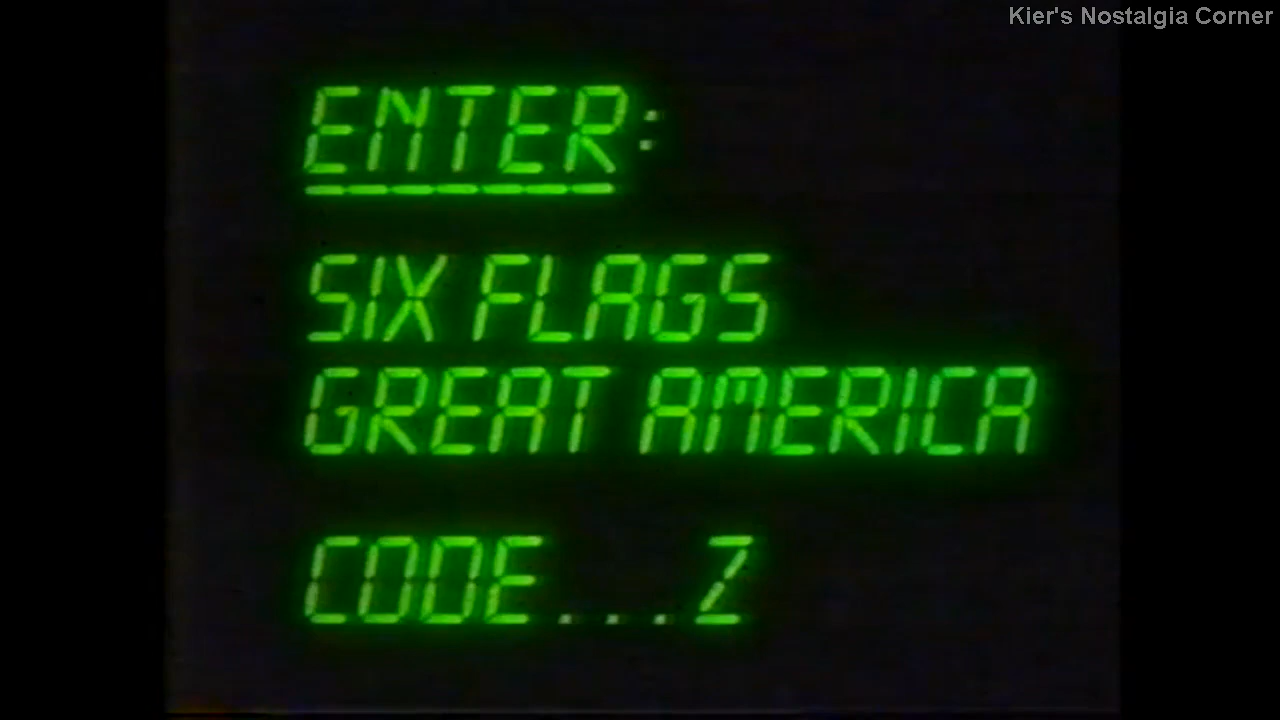 Kier's Nostalgia Corner
ENTER:
SIX FLAGS
GREAT AMERICA
CODE...Z